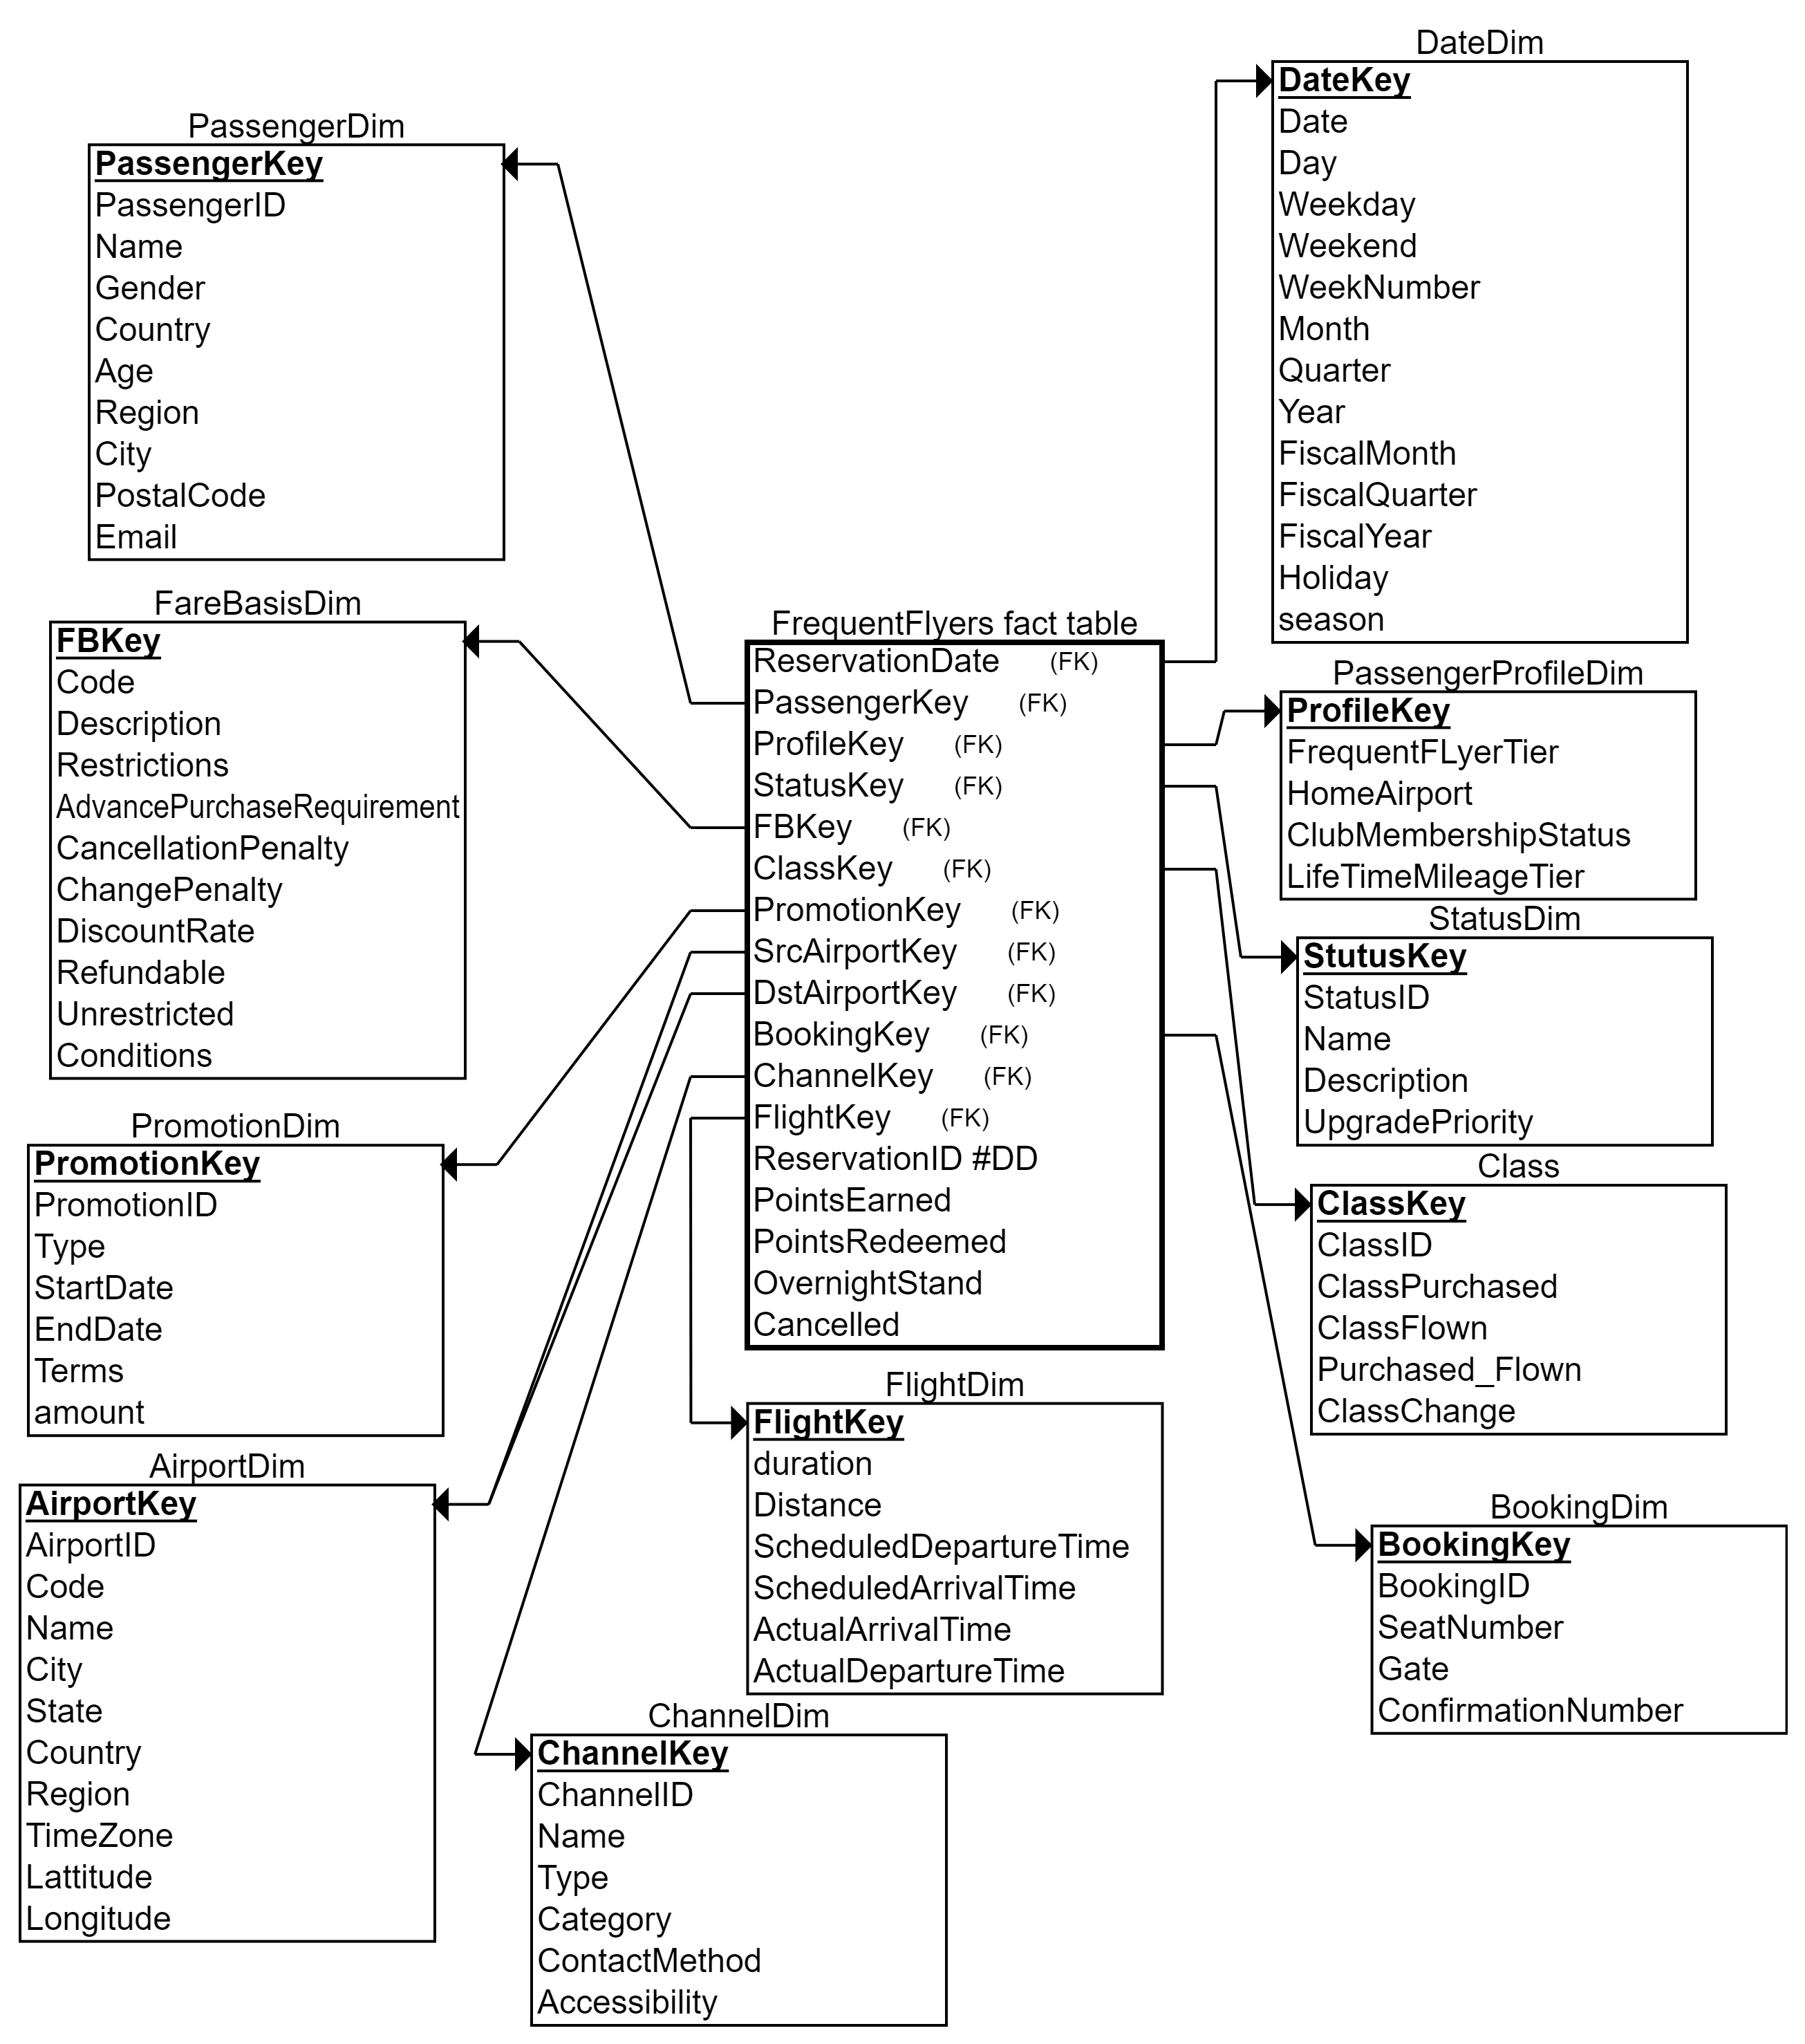 PassengerDim
PassengerKey
PassengerID
Name
Gender
Country
Age
Region
City
PostalCode
Email
FareBasisDim
FBKey
Code
Description
Restrictions
AdvancePurchaseRequirement
CancellationPenalty
ChangePenalty
DiscountRate
Refundable
Unrestricted
Conditions
PromotionDim
PromotionKey
PromotionID
Type
StartDate
EndDate
Terms
amount
AirportDim
AirportKey
AirportID
Code
Name
City
State
Country
Region
TimeZone
Lattitude
Longitude
FrequentFlyers fact table
ReservationDate (FK)
PassengerKey (FK)
ProfileKey (FK)
StatusKey (FK)
FBKey (FK)
ClassKey (FK)
PromotionKey (FK)
SrcAirportKey (FK)
DstAirportKey (FK)
BookingKey (FK)
ChannelKey (FK)
FlightKey (FK)
ReservationID #DD
PointsEarned
PointsRedeemed
OvernightStand
Cancelled
FlightDim
FlightKey
duration
Distance
ScheduledDepartureTime
ScheduledArrivalTime
ActualArrivalTime
ActualDepartureTime
ChannelDim
ChannelKey
ChannelID
Name
Type
Category
ContactMethod
Accessibility
DateDim
DateKey
Date
Day
Weekday
Weekend
WeekNumber
Month
Quarter
Year
FiscalMonth
FiscalQuarter
FiscalYear
Holiday
season
PassengerProfileDim
ProfileKey
FrequentFLyerTier
HomeAirport
ClubMembershipStatus
LifeTimeMileageTier
StatusDim
StutusKey
StatusID
Name
Description
UpgradePriority
Class
ClassKey
ClassID
ClassPurchased
ClassFlown
Purchased_Flown
ClassChange
BookingDim
BookingKey
BookingID
SeatNumber
Gate
ConfirmationNumber